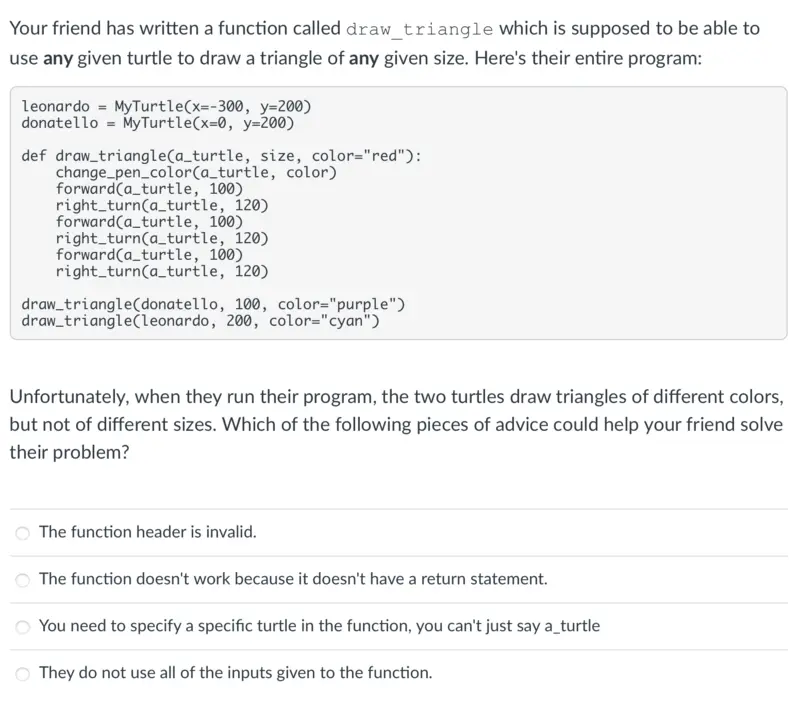 Your friend has written a function called draw_triangle which is supposed to be able to
use any given turtle to draw a triangle of any given size. Here's their entire program:
leonardo = MyTurtle(x=-300, y=200)
donatello = MyTurtle(x=0, y=200)
def draw_triangle(a_turtle, size, color="red"):
    change_pen_color(a_turtle, color)
    forward(a_turtle, 100)
    right_turn(a_turtle, 120)
    forward(a_turtle, 100)
    right_turn(a_turtle, 120)
    forward(a_turtle, 100)
    right_turn(a_turtle, 120)
draw_triangle(donatello, 100, color="purple")
draw_triangle(leonardo, 200, color="cyan")
Unfortunately, when they run their program, the two turtles draw triangles of different colors,
but not of different sizes. Which of the following pieces of advice could help your friend solve
their problem?
The function header is invalid.
The function doesn't work because it doesn't have a return statement.
You need to specify a specific turtle in the function, you can't just say a_turtle
They do not use all of the inputs given to the function.